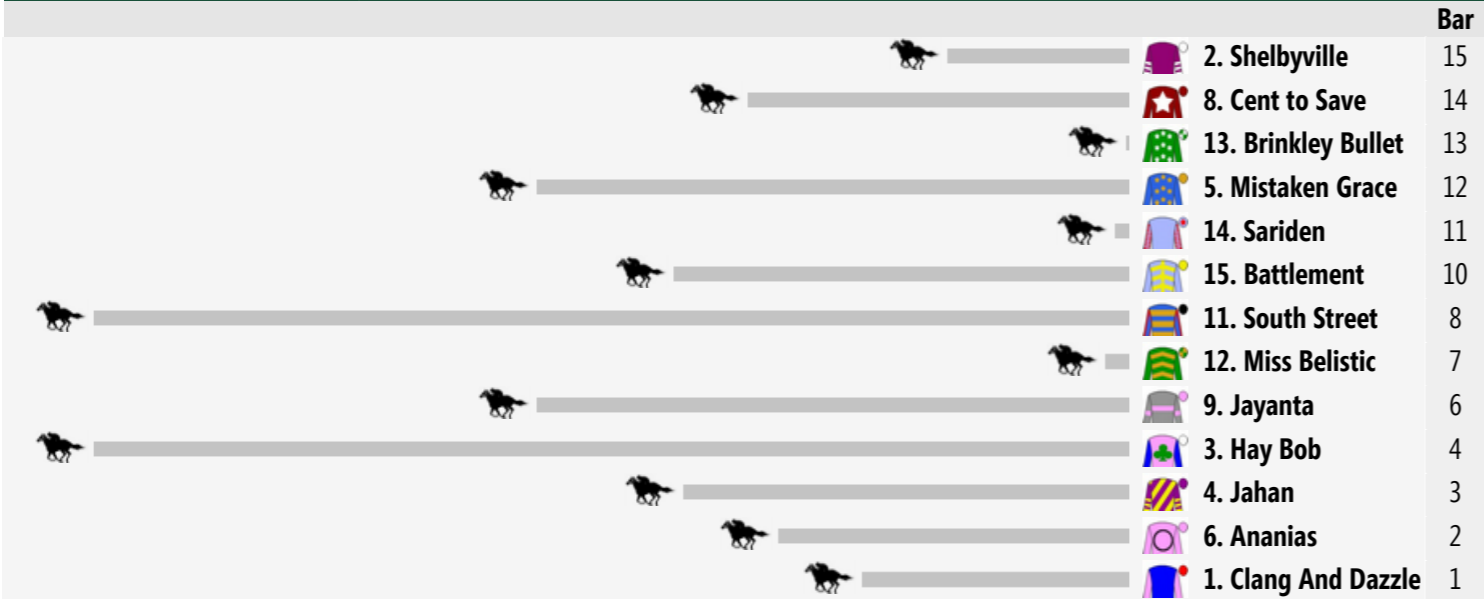 Bar
2. Shelbyville 15
8. Cent to Save 14
13. Brinkley Bullet 13
5. Mistaken Grace 12
14. Sariden 11
15. Battlement 10
11. South Street 8
12. Miss Belistic 7
9. Jayanta 6
3. Hay Bob 4
4. Jahan 3
6. Ananias 2
1. Clang And Dazzle 1